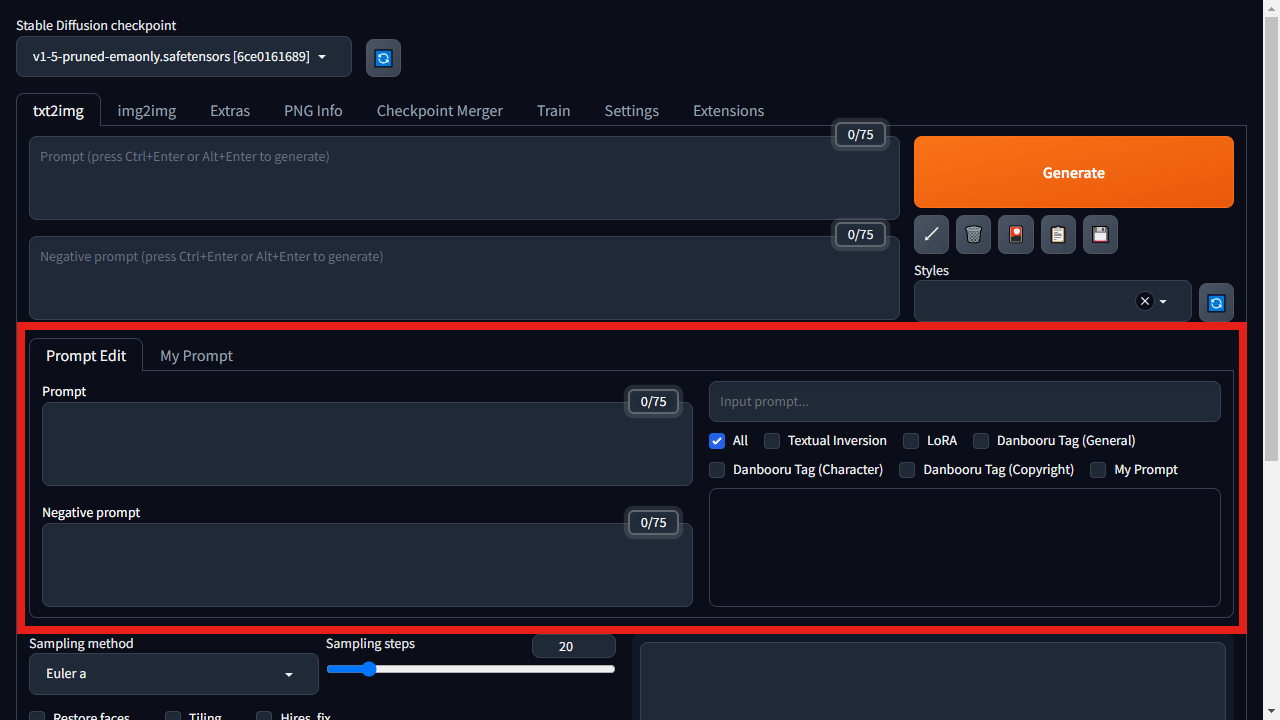 Stable Diffusion checkpoint
v1-5-pruned-emaonly.safetensors [6ce0161689]
txt2img img2img Extras PNG Info Checkpoint Merger Train Settings Extensions
0/75
Prompt (press Ctrl+Enter or Alt+Enter to generate)
Generate
0/75
Negative prompt (press Ctrl+Enter or Alt+Enter to generate)
Styles
Prompt Edit My Prompt
Prompt
0/75
Input prompt...
All Textual Inversion LoRA Danbooru Tag (General)
Danbooru Tag (Character) Danbooru Tag (Copyright) My Prompt
Negative prompt
0/75
Sampling method
Euler a
Sampling steps
20
Restore faces Tiling Hires. fix